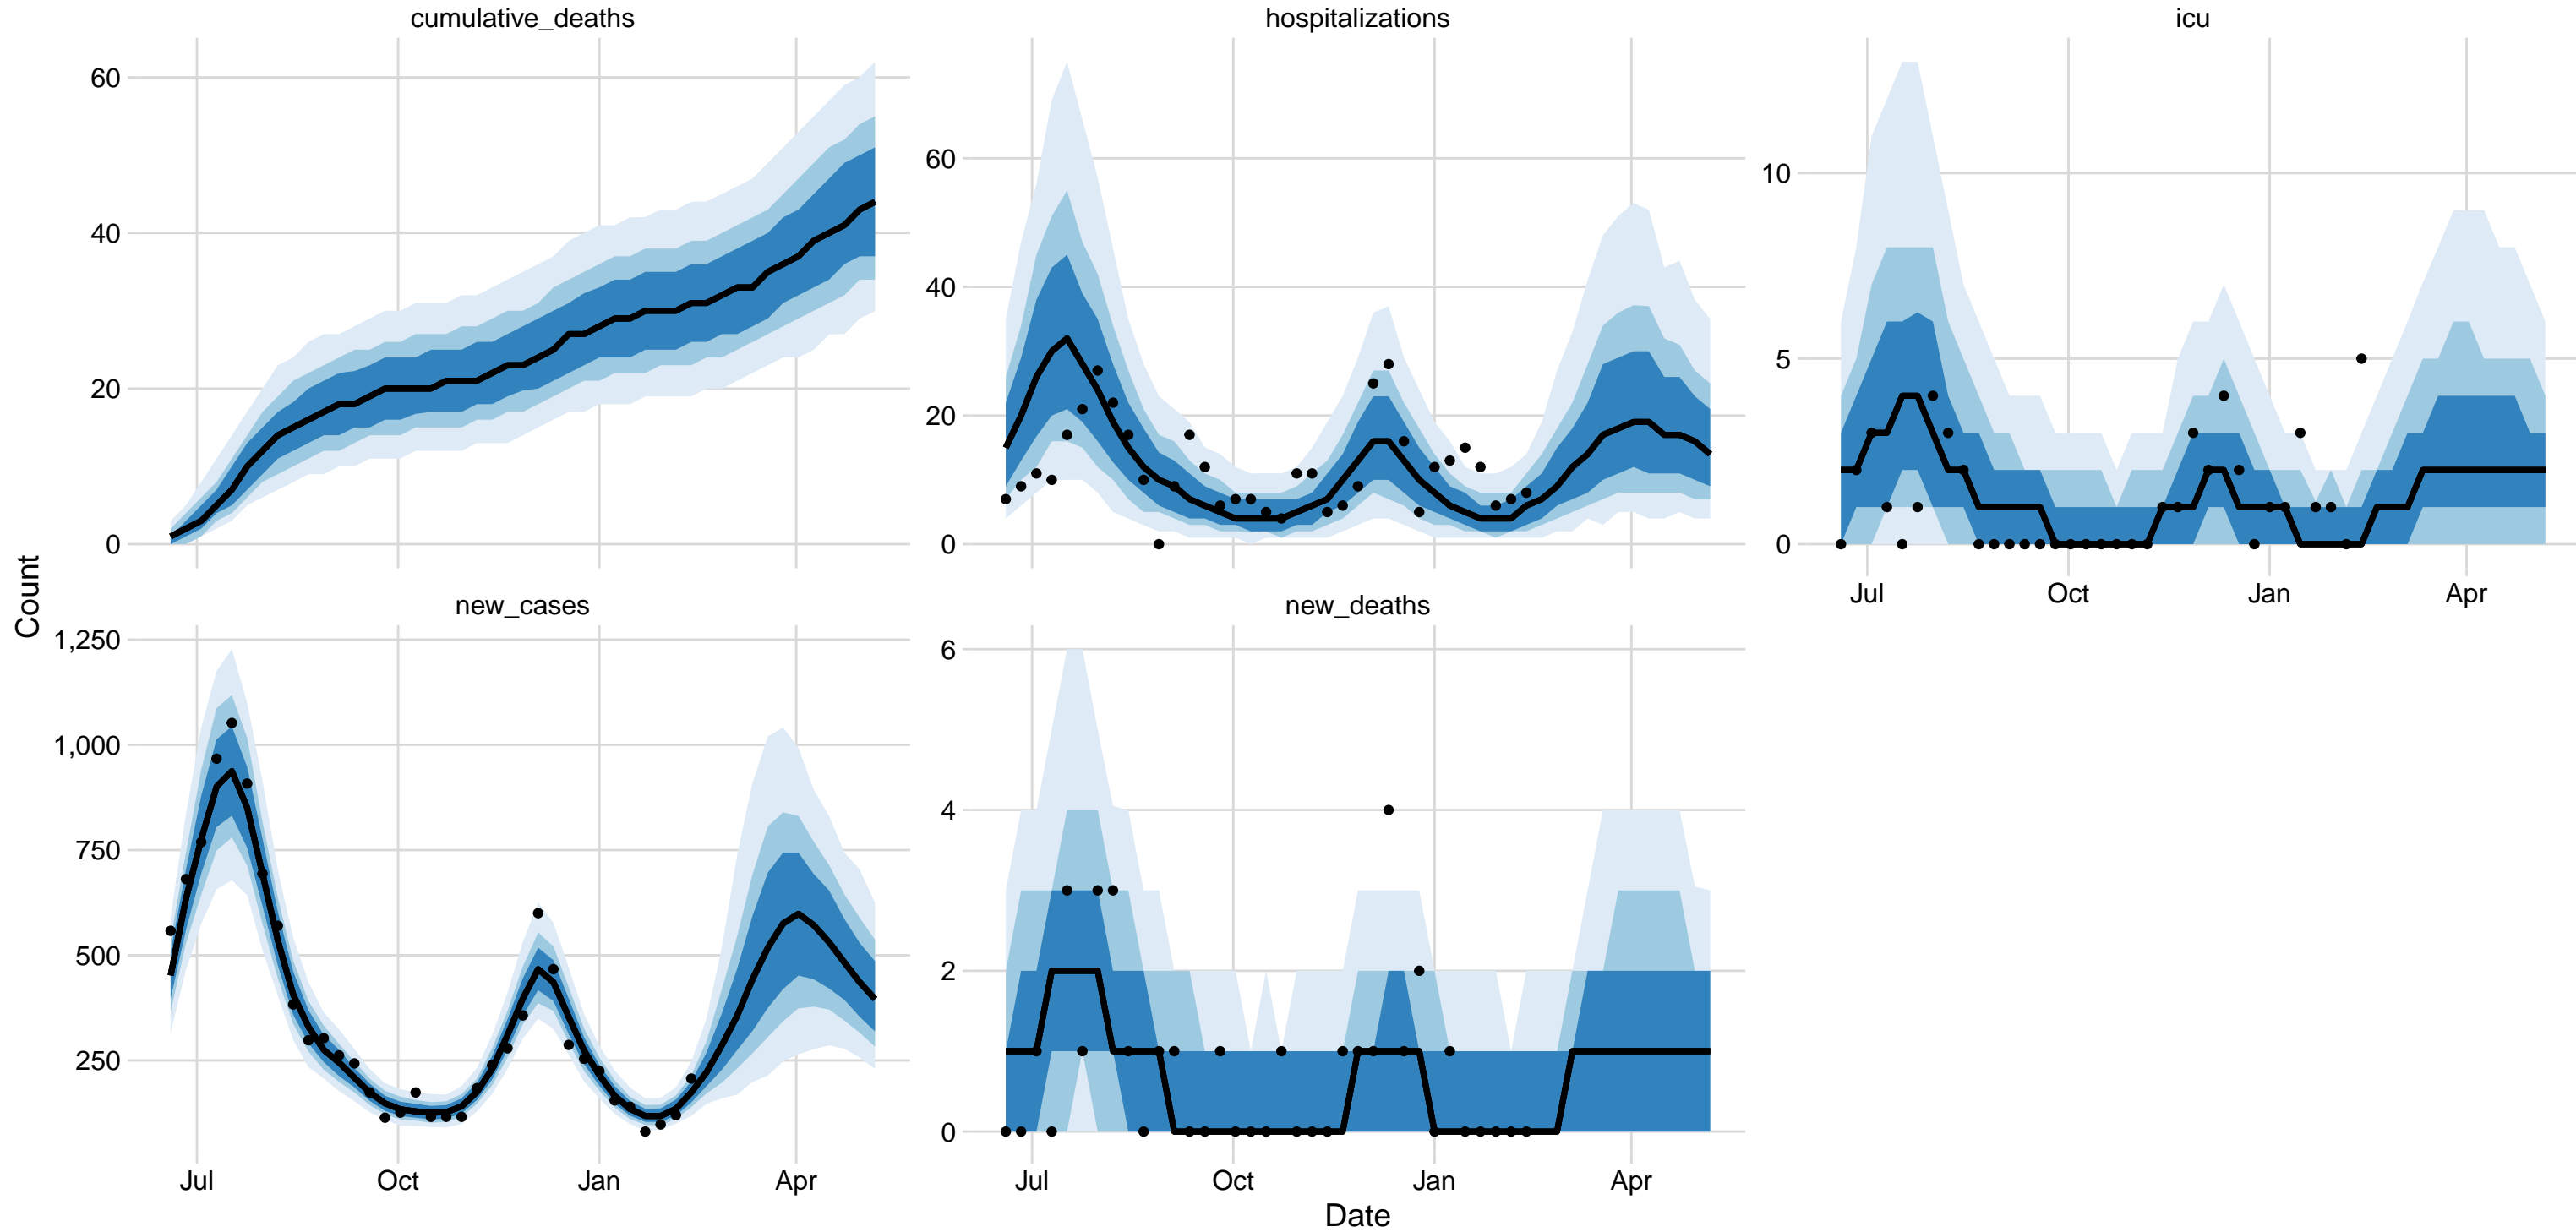 cumulative_deaths
hospitalizations
icu
60
40
20
0
60
40
20
0
10
5
0
Jul
Oct
Jan
Apr
Count
new_cases
new_deaths
1,250
1,000
750
500
250
Jul
Oct
Jan
Apr
6
4
2
0
Jul
Oct
Jan
Apr
Date